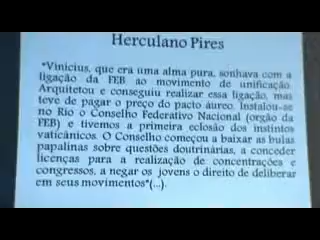 Herculano Pires
"Vinicius, que era uma alma pura, sonhava com a
ligação da FEB ao movimento de unificação.
Arquitetou e conseguiu realizar essa ligação, mas
teve de pagar o preço do pacto áureo. Instalou-se
no Rio o Conselho Federativo Nacional (orgão da
FEB) e tivemos a primeira eclosão dos instintos
vaticânicos. O Conselho começou a baixar as bulas
papalinas sobre questões doutrinárias, a conceder
licenças para a realização de concentrações e
congressos, a negar os jovens o direito de deliberar
em seus movimentos"(...).